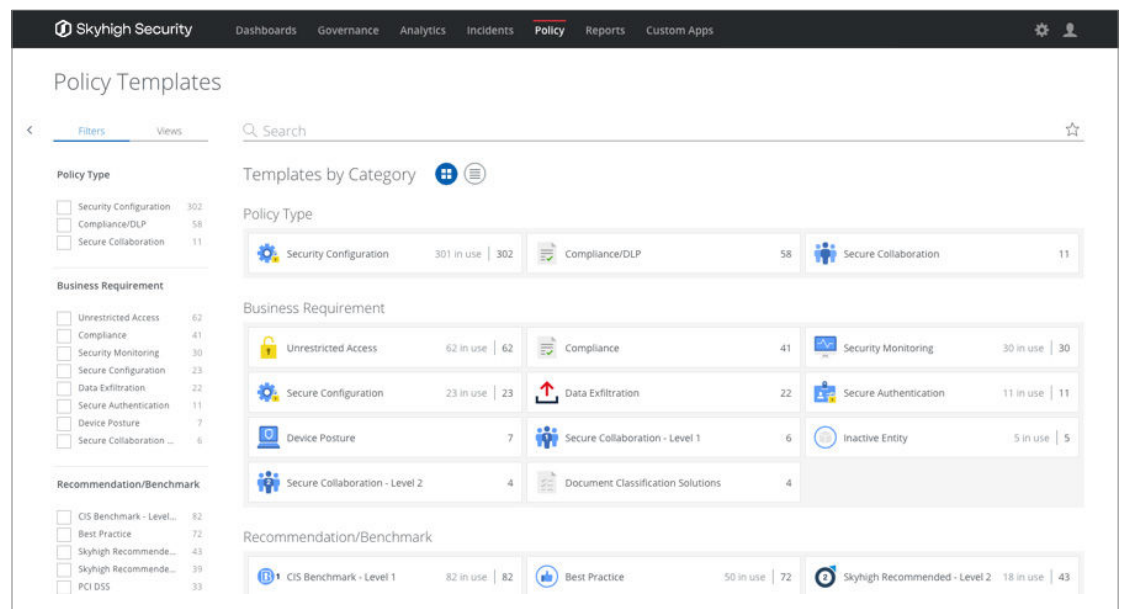 Skyhigh Security Dashboards Governance Analytics Incidents Policy Reports Custom Apps
Policy Templates
Filters Views
Search
Policy Type
Security Configuration 302
Compliance/DLP 58
Secure Collaboration 11
Business Requirement
Unrestricted Access 62
Compliance 41
Security Monitoring 30
Secure Configuration 23
Data Exfiltration 22
Secure Authentication 11
Device Posture 7
Secure Collaboration ... 6
Recommendation/Benchmark
CIS Benchmark - Level... 82
Best Practice 72
Skyhigh Recommende... 43
Skyhigh Recommende... 39
PCI DSS 33
Templates by Category
Policy Type
Security Configuration 301 in use | 302
Compliance/DLP 58
Secure Collaboration 11
Business Requirement
Unrestricted Access 62 in use | 62
Compliance 41
Security Monitoring 30 in use | 30
Secure Configuration 23 in use | 23
Data Exfiltration 22
Secure Authentication 11 in use | 11
Device Posture 7
1 Secure Collaboration - Level 1 6
Inactive Entity 5 in use | 5
2 Secure Collaboration - Level 2 4
Document Classification Solutions 4
Recommendation/Benchmark
1 CIS Benchmark - Level 1 82 in use | 82
Best Practice 50 in use | 72
2 Skyhigh Recommended - Level 2 18 in use | 43